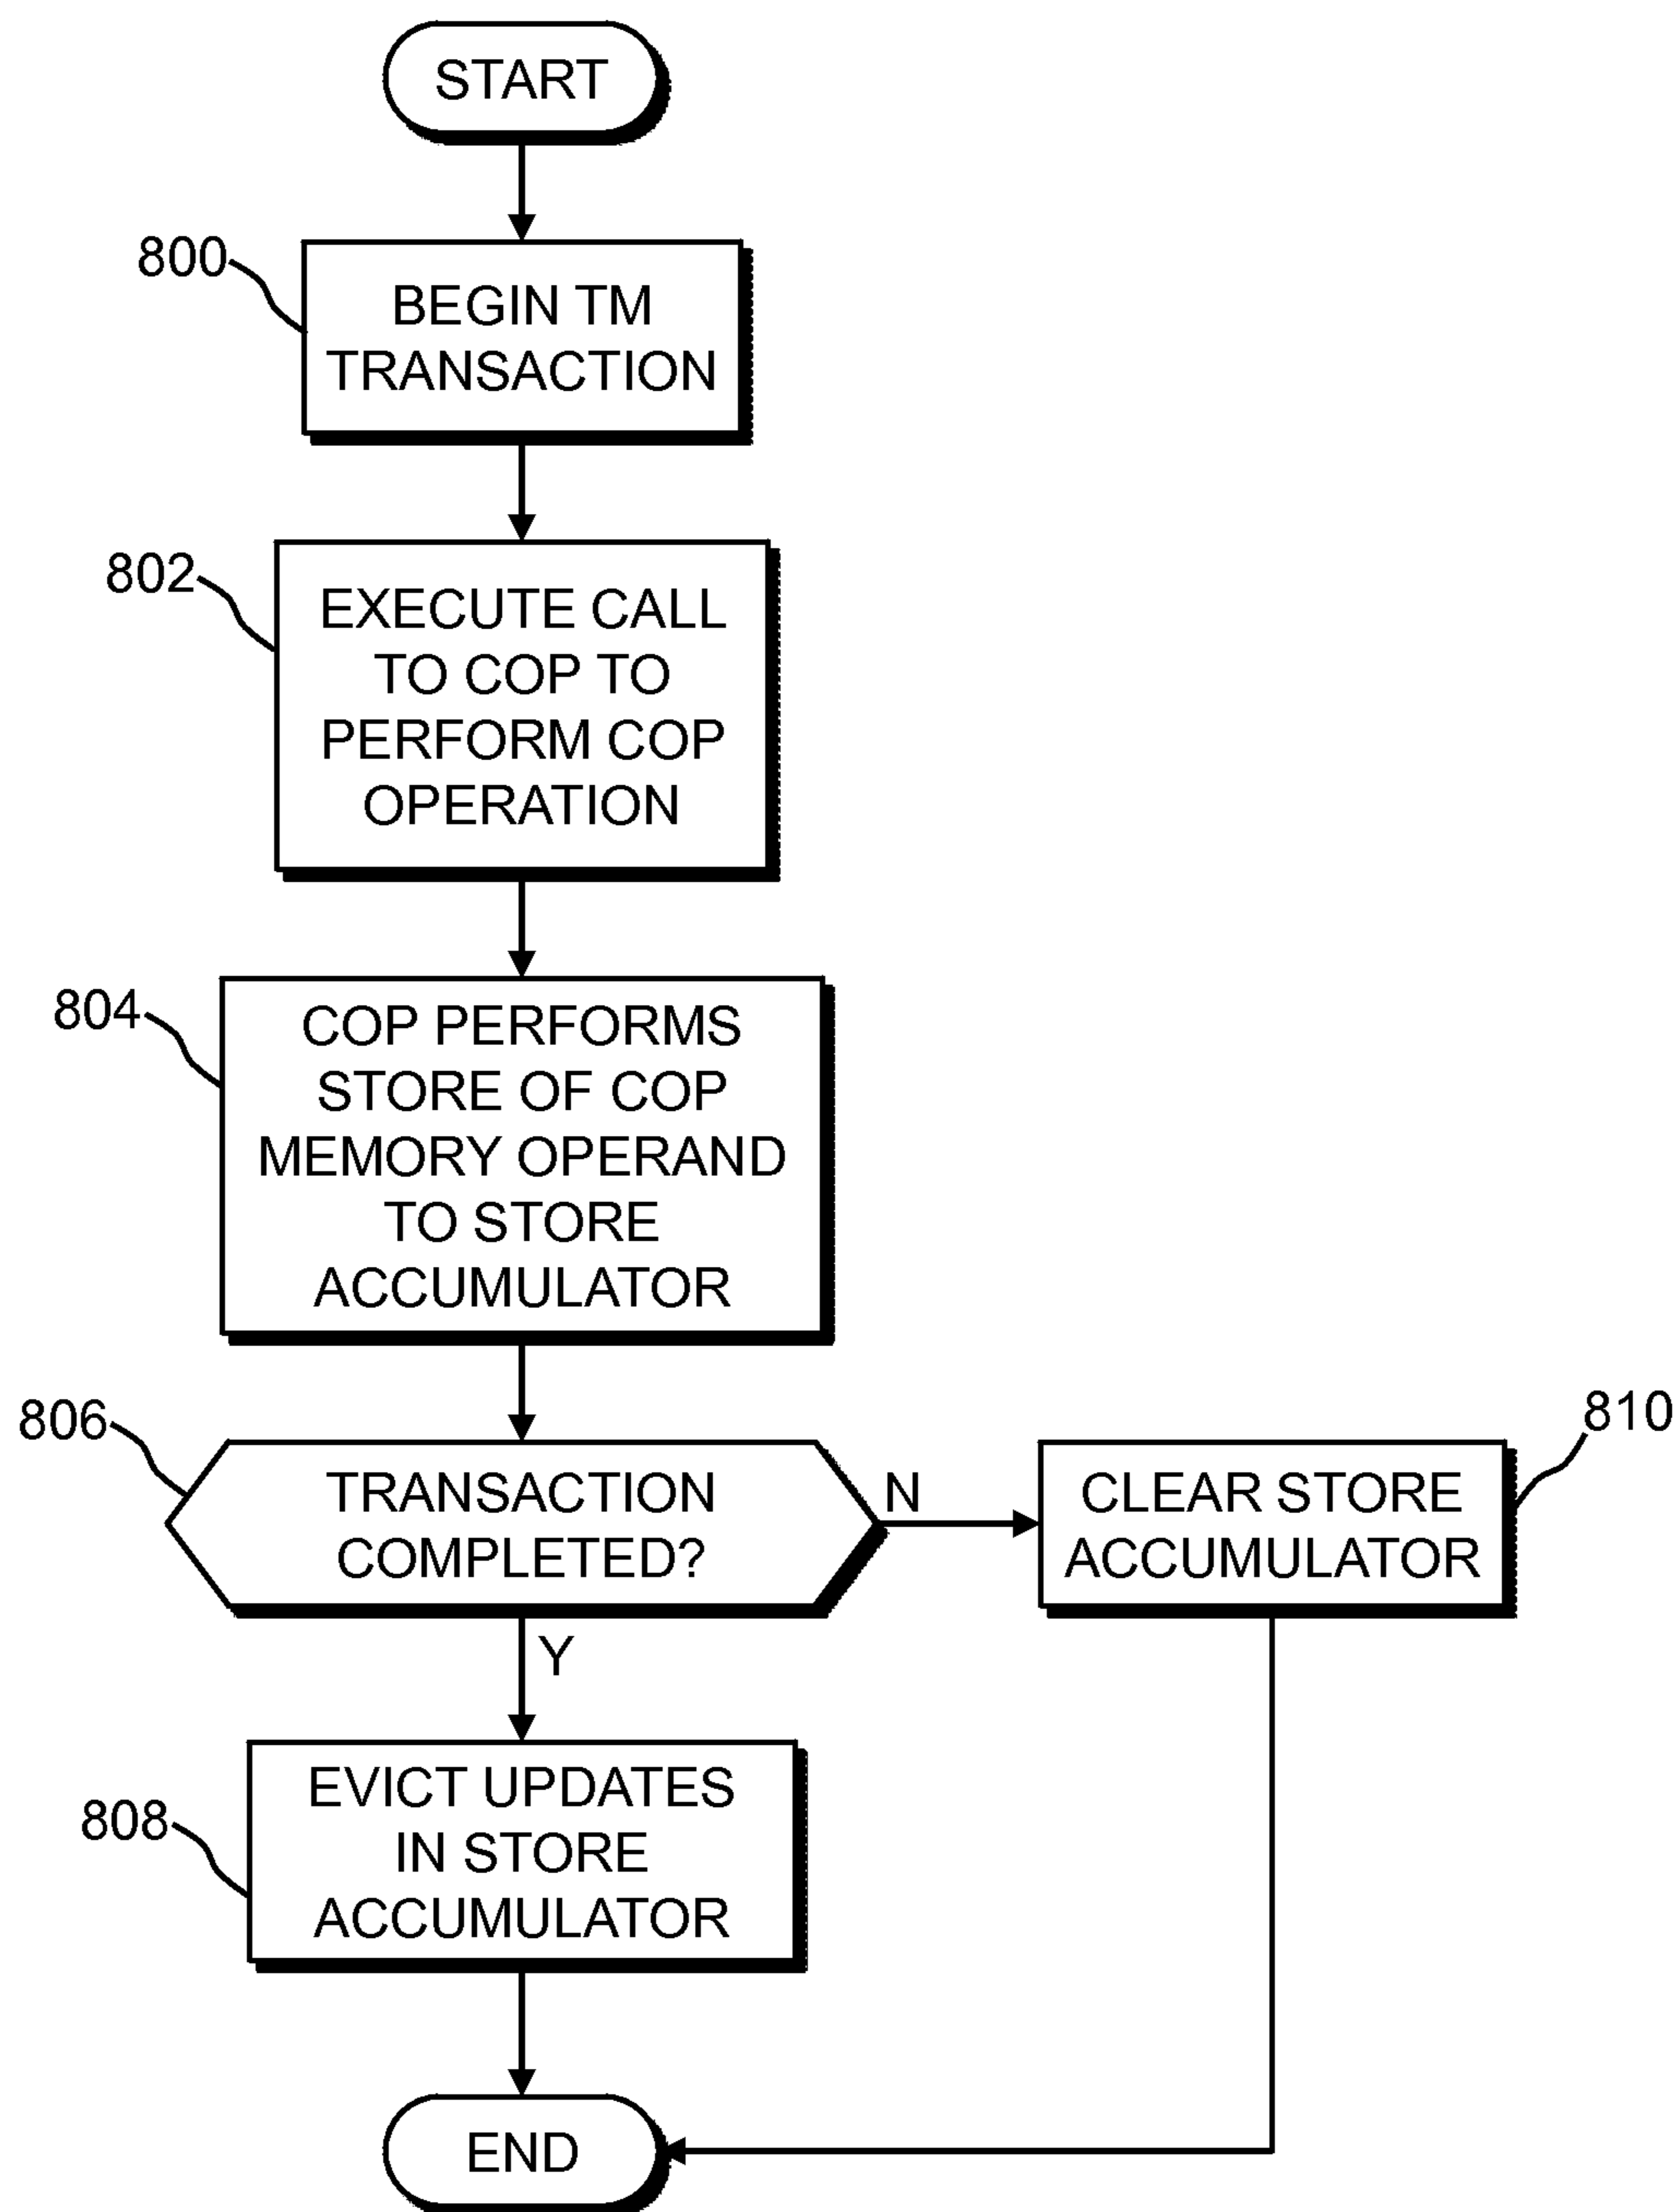 START
800
BEGIN TM
TRANSACTION
802
EXECUTE CALL
TO COP TO
PERFORM COP
OPERATION
804
COP PERFORMS
STORE OF COP
MEMORY OPERAND
TO STORE
ACCUMULATOR
806
TRANSACTION
COMPLETED?
N
810
CLEAR STORE
ACCUMULATOR
Y
808
EVICT UPDATES
IN STORE
ACCUMULATOR
END